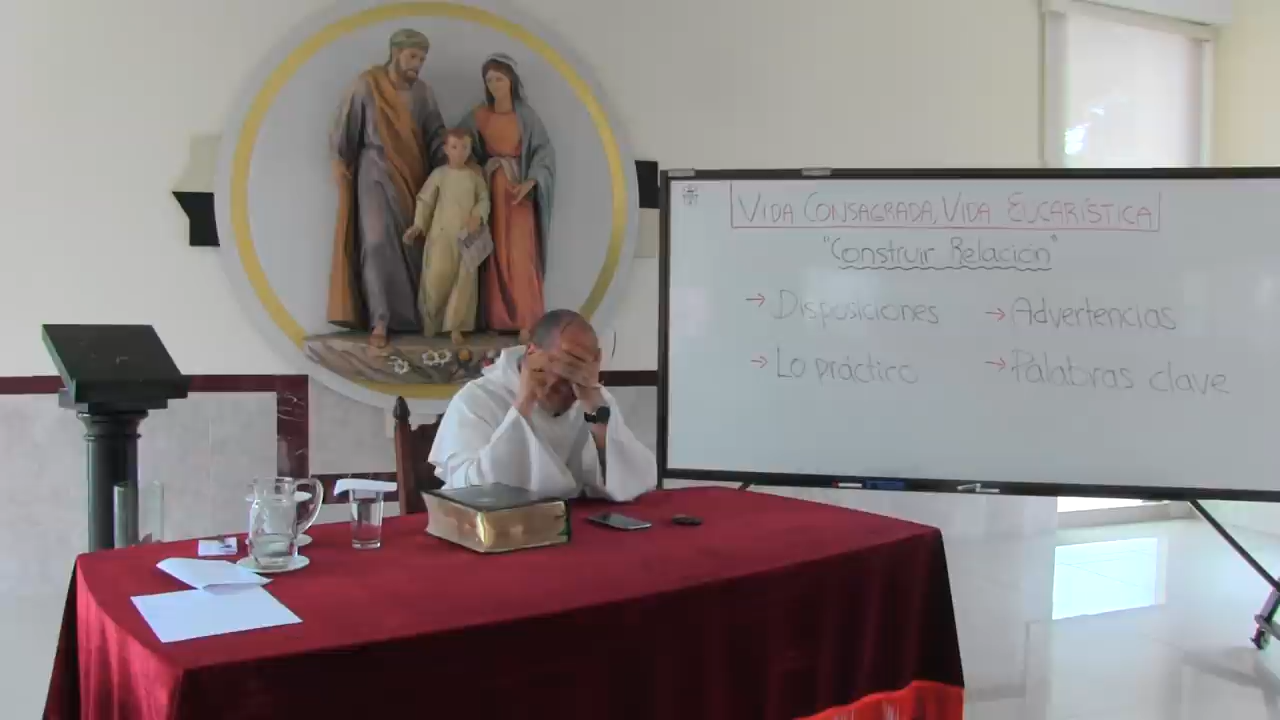 VIDA CONSAGRADA, VIDA EUCARÍSTICA
"Construir Relación"
→ Disposiciones → Advertencias
→ Lo práctico → Palabras clave